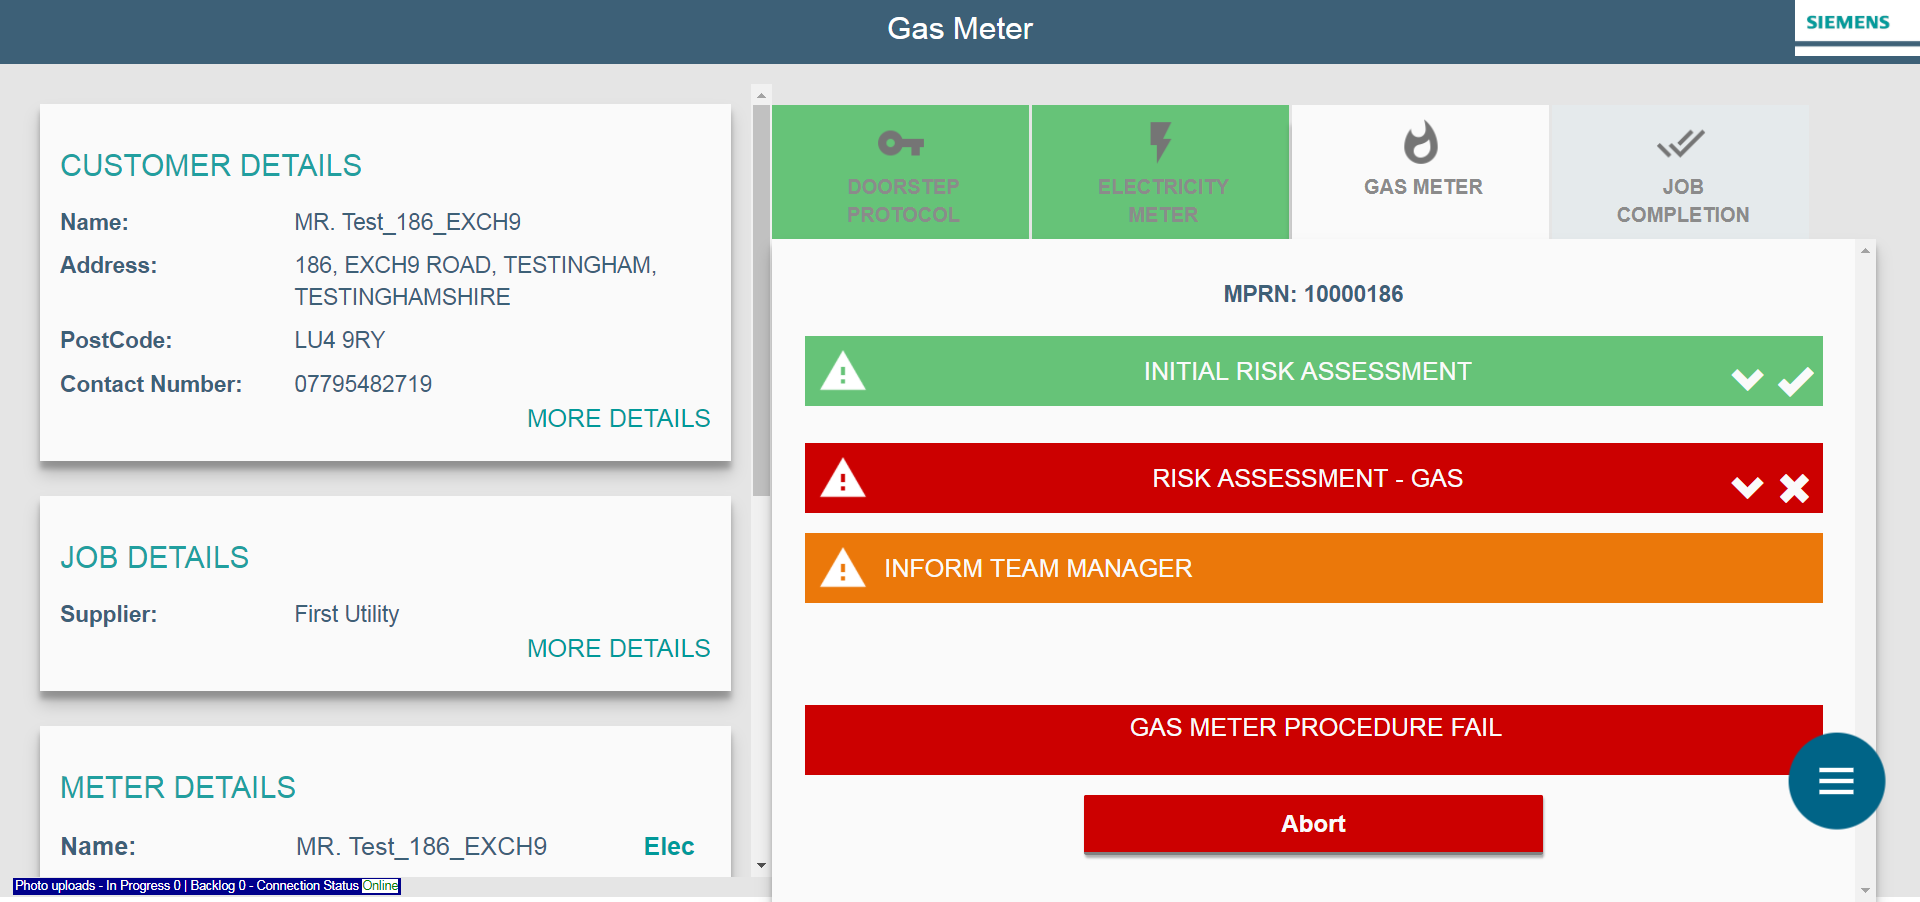 Gas Meter
SIEMENS
CUSTOMER DETAILS
Name: MR. Test_186_EXCH9
Address: 186, EXCH9 ROAD, TESTINGHAM,
TESTINGHAMSHIRE
PostCode: LU4 9RY
Contact Number: 07795482719
MORE DETAILS
JOB DETAILS
Supplier: First Utility
MORE DETAILS
METER DETAILS
Name: MR. Test_186_EXCH9 Elec
Photo uploads - In Progress 0 | Backlog 0 - Connection Status Online
DOORSTEP
PROTOCOL
ELECTRICITY
METER
GAS METER
JOB
COMPLETION
MPRN: 10000186
INITIAL RISK ASSESSMENT
RISK ASSESSMENT - GAS
INFORM TEAM MANAGER
GAS METER PROCEDURE FAIL
Abort